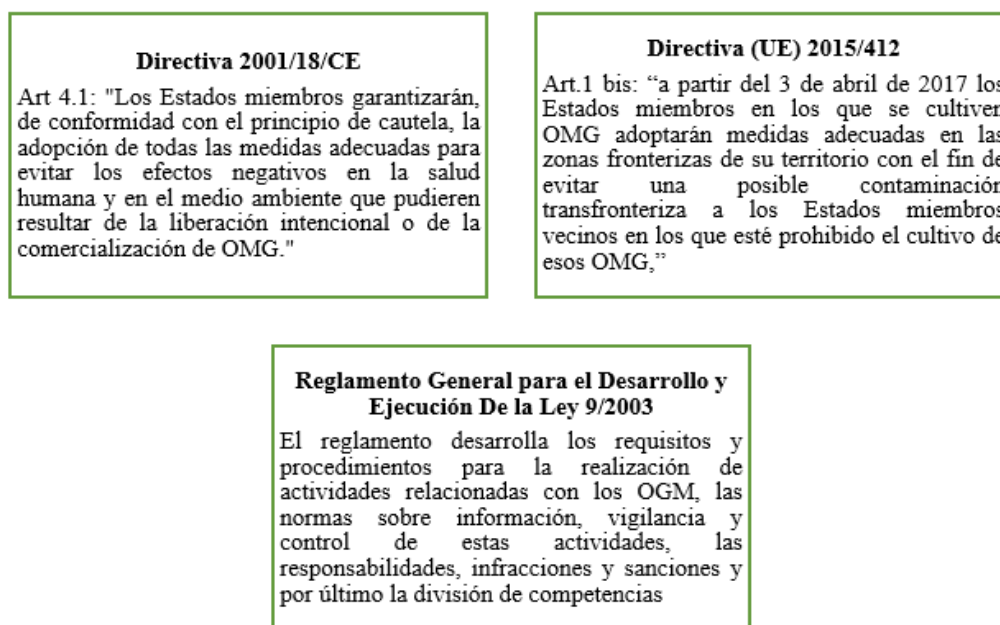 Directiva 2001/18/CE
Art 4.1: "Los Estados miembros garantizarán,
de conformidad con el principio de cautela, la
adopción de todas las medidas adecuadas para
evitar los efectos negativos en la salud
humana y en el medio ambiente que pudieren
resultar de la liberación intencional o de la
comercialización de OMG."
Directiva (UE) 2015/412
Art.1 bis: “a partir del 3 de abril de 2017 los
Estados miembros en los que se cultiven
OMG adoptarán medidas adecuadas en las
zonas fronterizas de su territorio con el fin de
evitar una posible contaminación
transfronteriza a los Estados miembros
vecinos en los que esté prohibido el cultivo de
esos OMG,”
Reglamento General para el Desarrollo y
Ejecución De la Ley 9/2003
El reglamento desarrolla los requisitos y
procedimientos para la realización de
actividades relacionadas con los OGM, las
normas sobre información, vigilancia y
control de estas actividades, las
responsabilidades, infracciones y sanciones y
por último la división de competencias